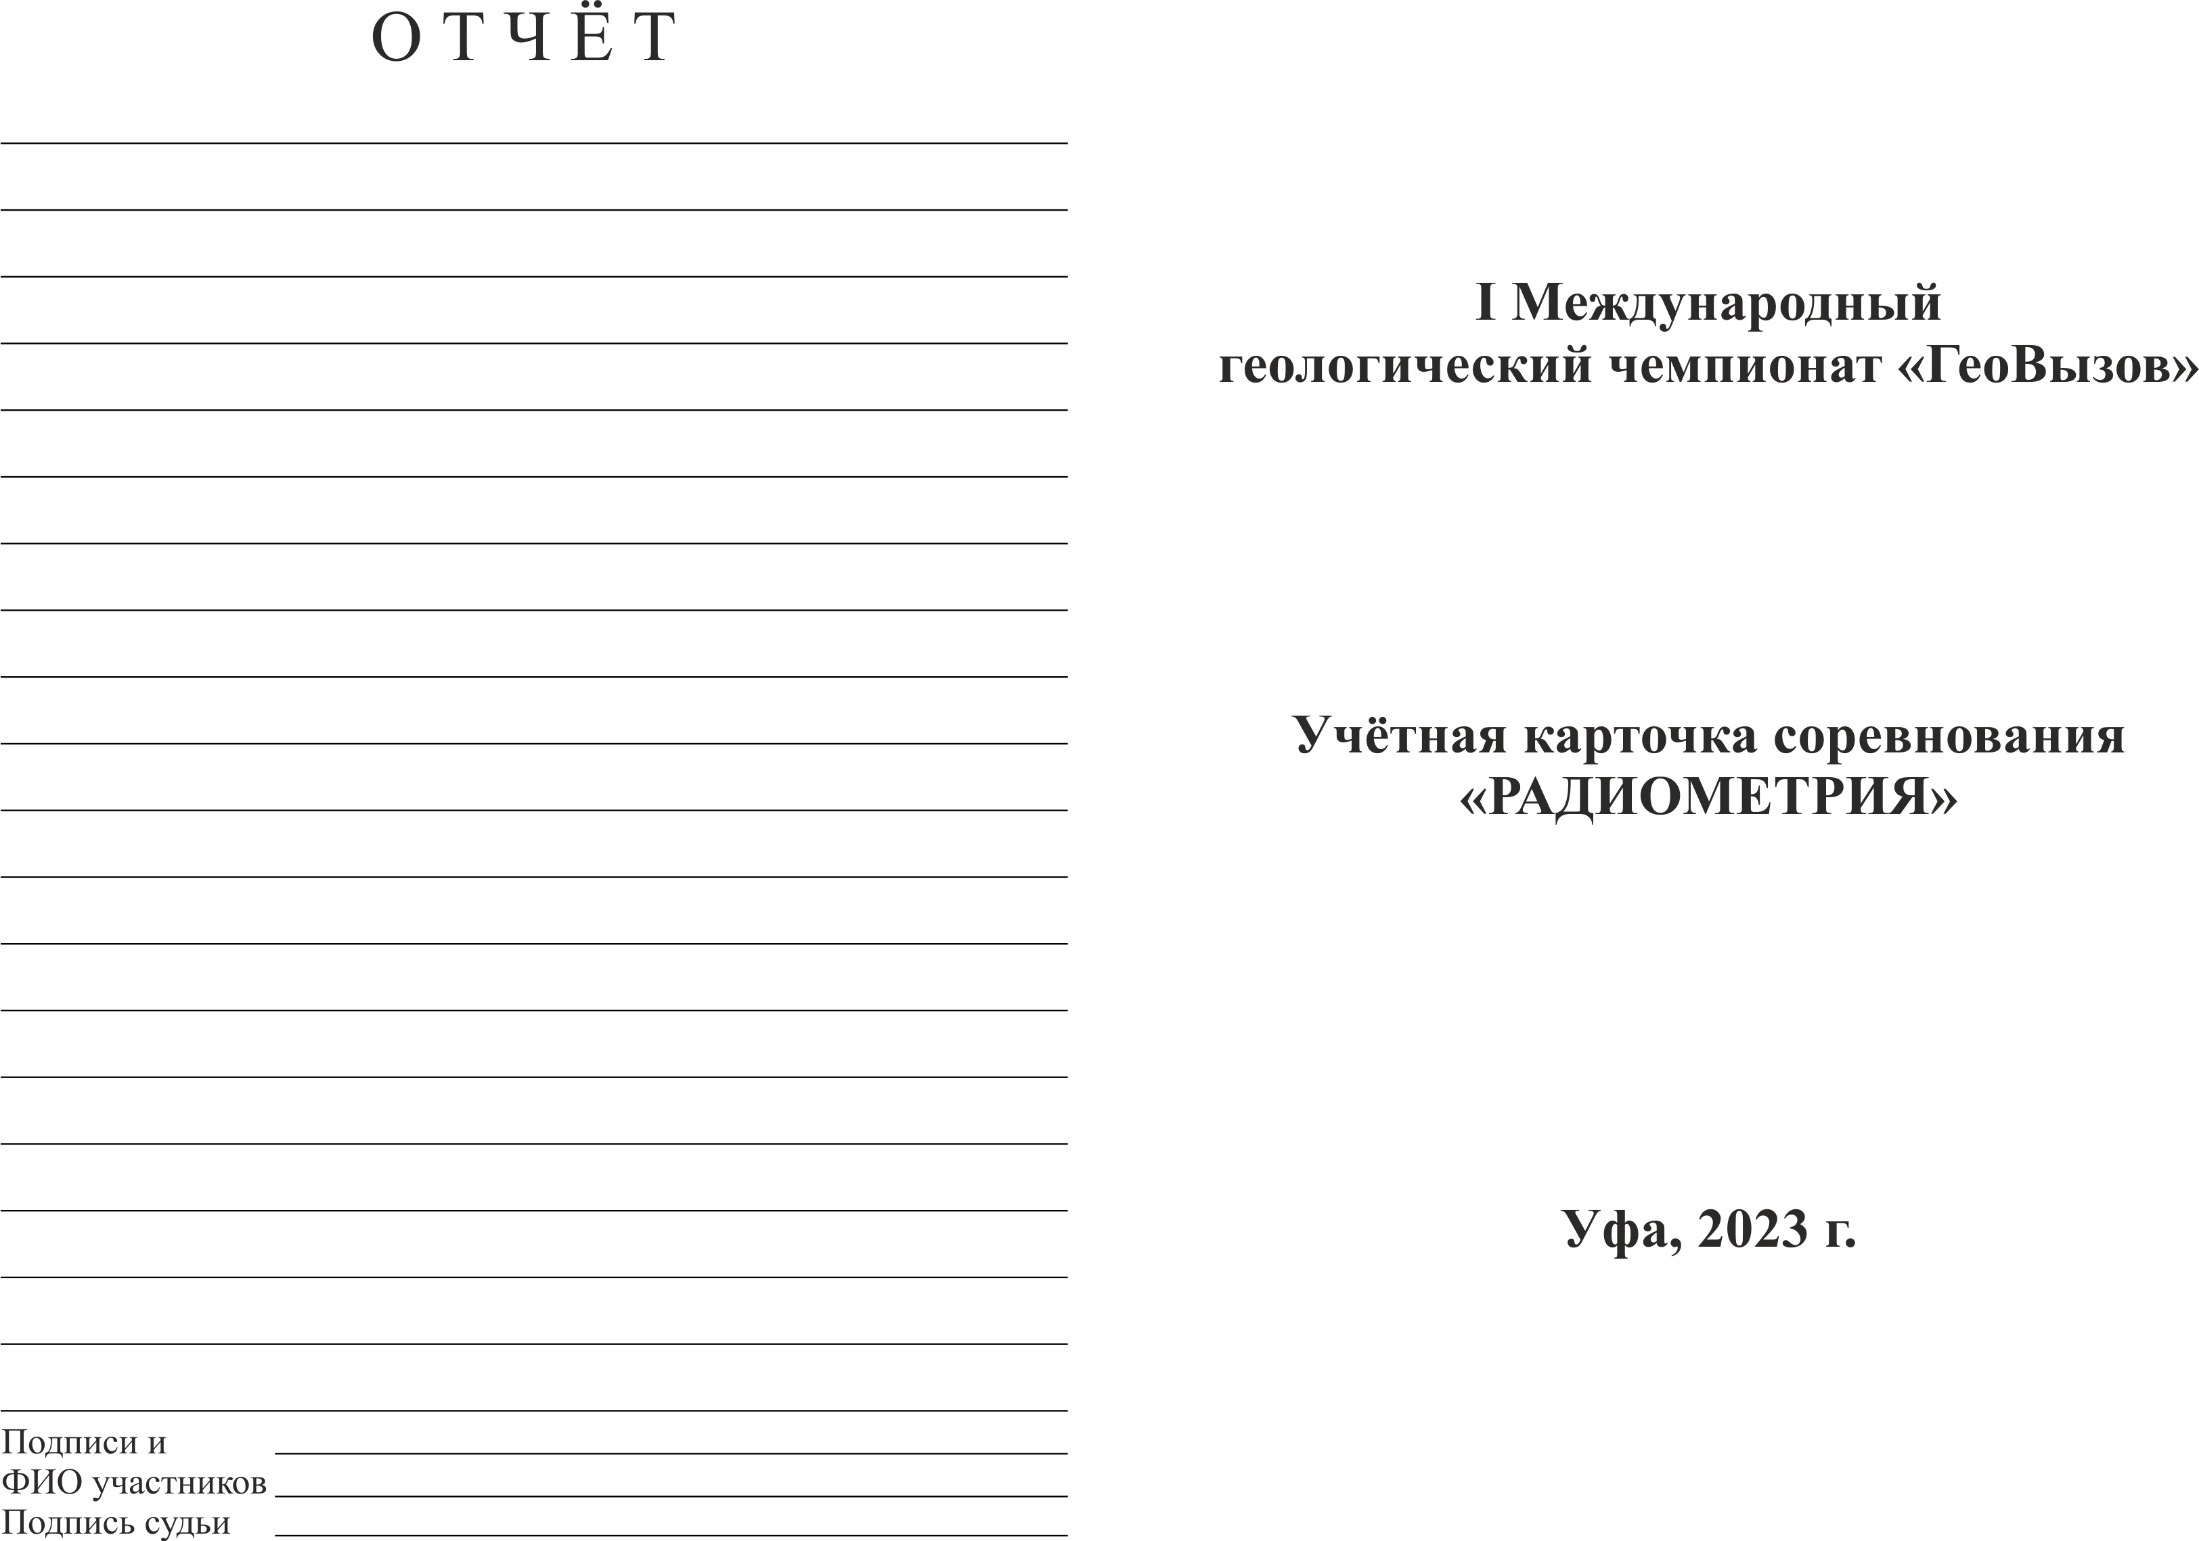 О Т Ч Ё Т
Подписи и
ФИО участников
Подпись судьи
I Международный
геологический чемпионат «ГеоВызов»
Учётная карточка соревнования
«РАДИОМЕТРИЯ»
Уфа, 2023 г.